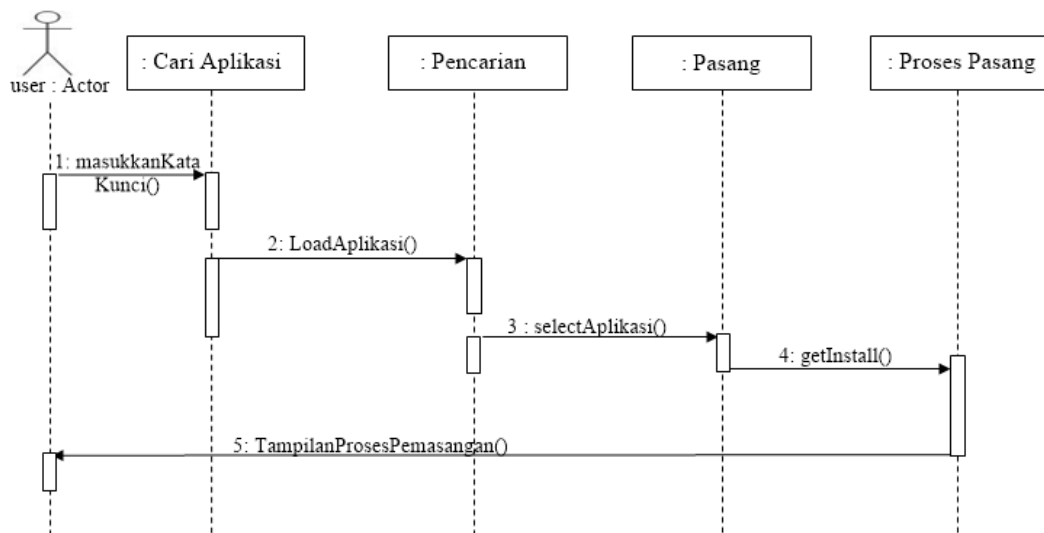 user : Actor
: Cari Aplikasi
: Pencarian
: Pasang
: Proses Pasang
1: masukkanKata
Kunci()
2: LoadAplikasi()
3 : selectAplikasi()
4: getInstall()
5: TampilanProsesPemasangan()